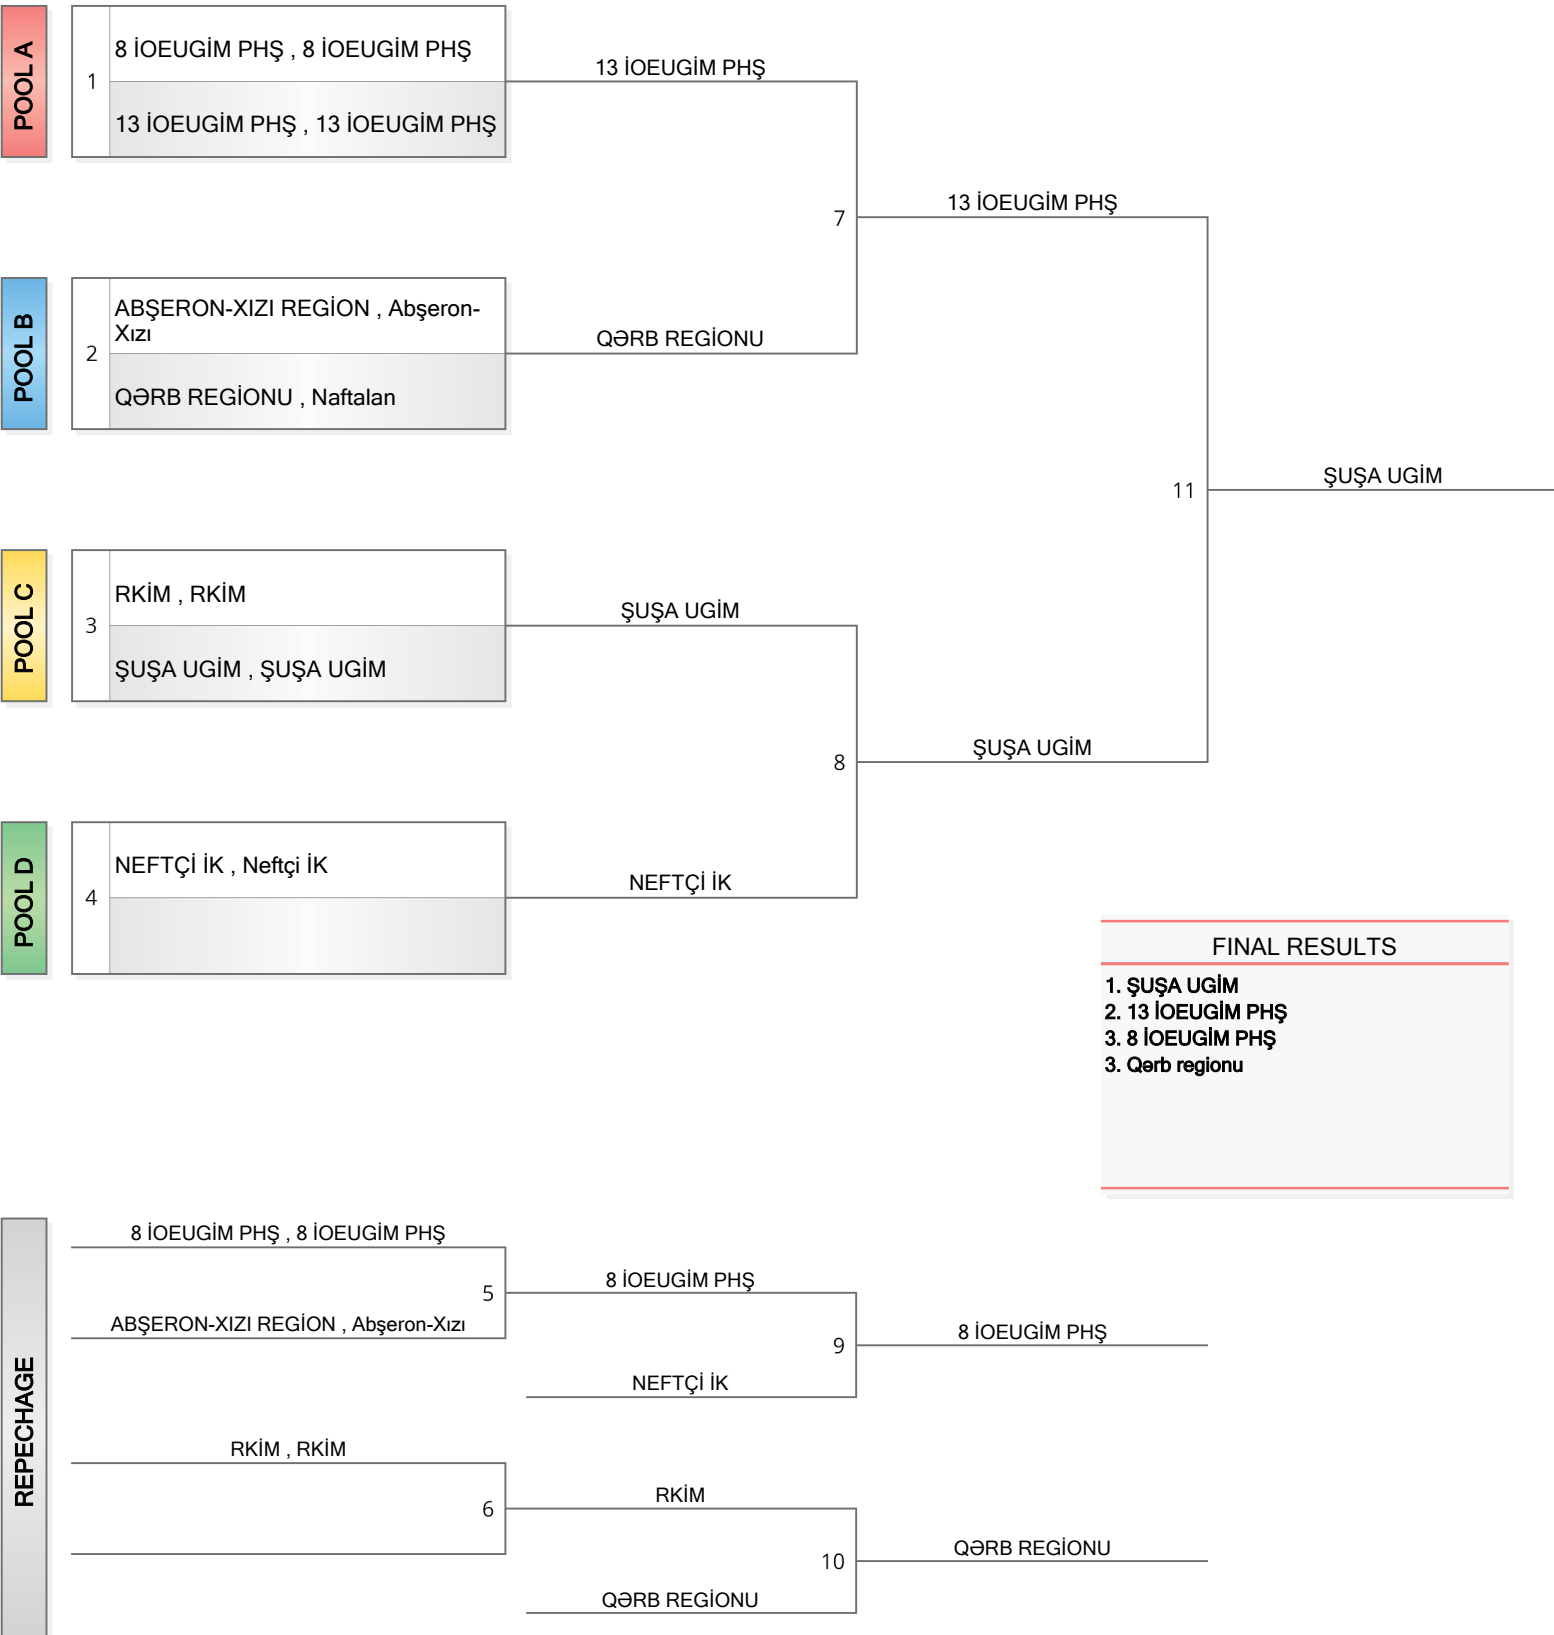 POOL A
1
8 İOEUGİM PHŞ , 8 İOEUGİM PHŞ
13 İOEUGİM PHŞ , 13 İOEUGİM PHŞ
13 İOEUGİM PHŞ
7
13 İOEUGİM PHŞ
POOL B
2
ABŞERON-XIZI REGİON , Abşeron-
Xızı
QƏRB REGİONU , Naftalan
QƏRB REGİONU
11
ŞUŞA UGİM
POOL C
3
RKİM , RKİM
ŞUŞA UGİM , ŞUŞA UGİM
ŞUŞA UGİM
8
ŞUŞA UGİM
POOL D
4
NEFTÇİ İK , Neftçi İK
NEFTÇİ İK
FINAL RESULTS
1. ŞUŞA UGİM
2. 13 İOEUGİM PHŞ
3. 8 İOEUGİM PHŞ
3. Qərb regionu
REPECHAGE
8 İOEUGİM PHŞ , 8 İOEUGİM PHŞ
5
ABŞERON-XIZI REGİON , Abşeron-Xızı
8 İOEUGİM PHŞ
9
NEFTÇİ İK
8 İOEUGİM PHŞ
RKİM , RKİM
6
RKİM
10
QƏRB REGİONU
QƏRB REGİONU